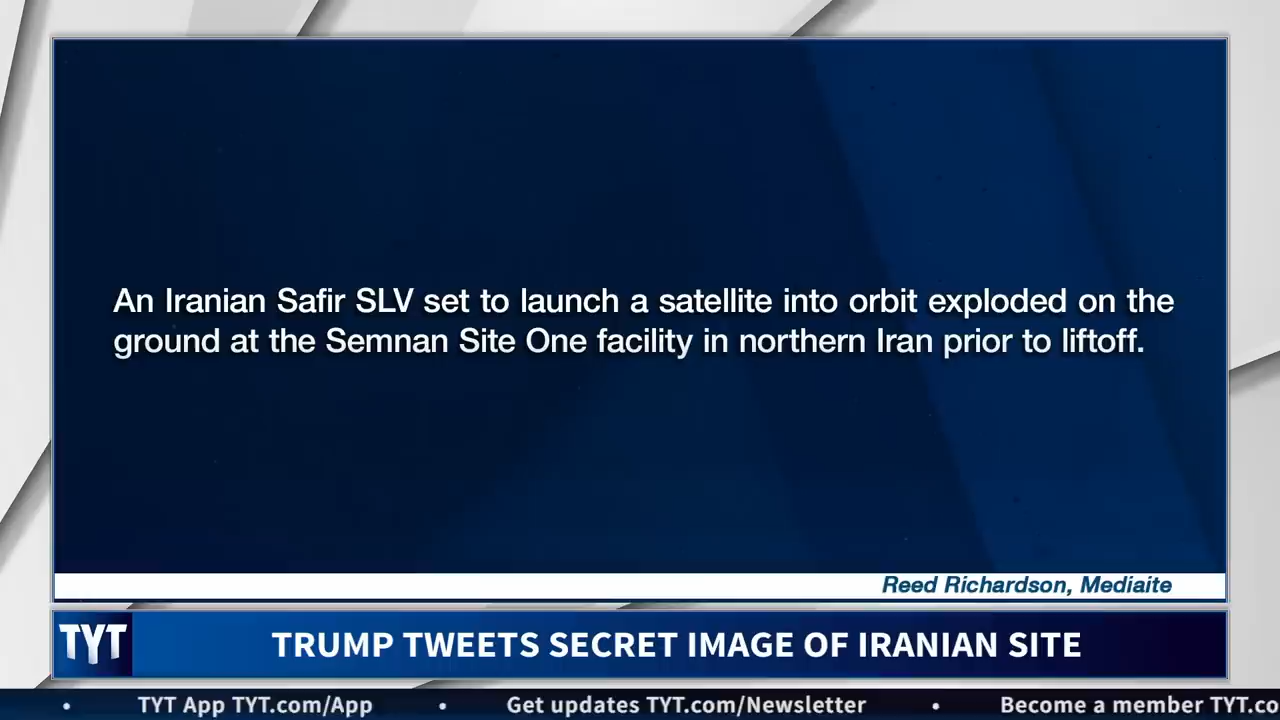 An Iranian Safir SLV set to launch a satellite into orbit exploded on the
ground at the Semnan Site One facility in northern Iran prior to liftoff.
Reed Richardson, Mediaite
TYT
TRUMP TWEETS SECRET IMAGE OF IRANIAN SITE
• TYT App TYT.com/App • Get updates TYT.com/Newsletter • Become a member TYT.co